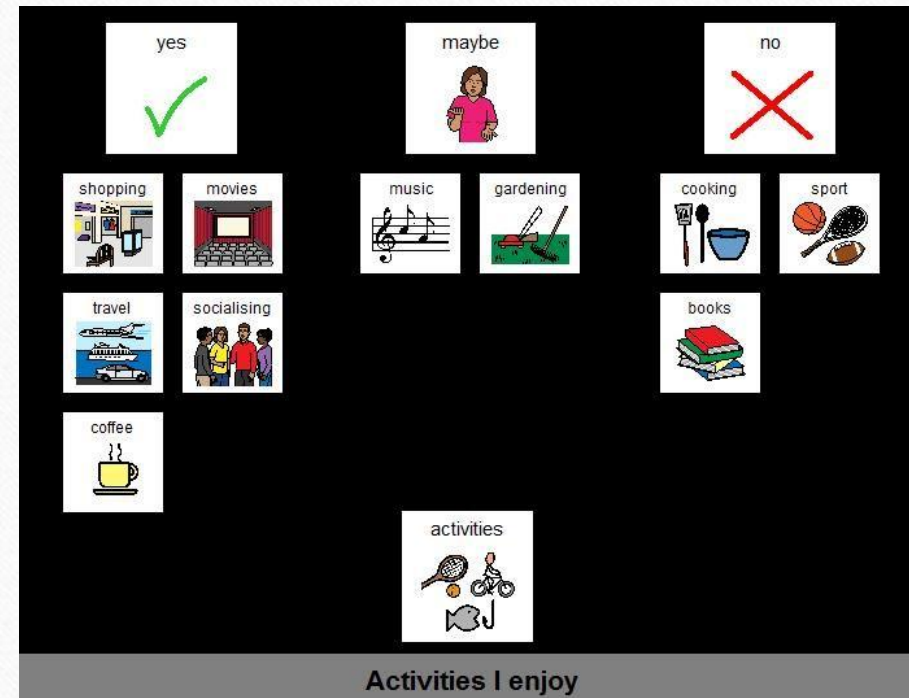 yes
maybe
no
shopping
movies
music
gardening
cooking
sport
travel
socialising
books
coffee
activities
Activities I enjoy